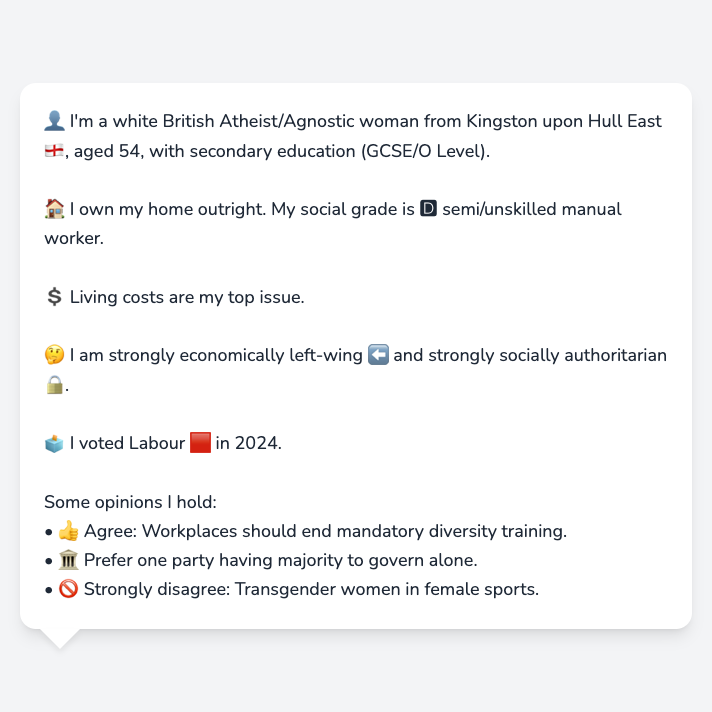 👤 I'm a white British Atheist/Agnostic woman from Kingston upon Hull East
🏴󠁧󠁢󠁥󠁮󠁧󠁿, aged 54, with secondary education (GCSE/O Level).
🏠 I own my home outright. My social grade is 🅳 semi/unskilled manual
worker.
💲 Living costs are my top issue.
🤔 I am strongly economically left-wing ⬅️ and strongly socially authoritarian
🔒.
🗳️ I voted Labour 🟥 in 2024.
Some opinions I hold:
• 👍 Agree: Workplaces should end mandatory diversity training.
• 🏛️ Prefer one party having majority to govern alone.
• 🚫 Strongly disagree: Transgender women in female sports.